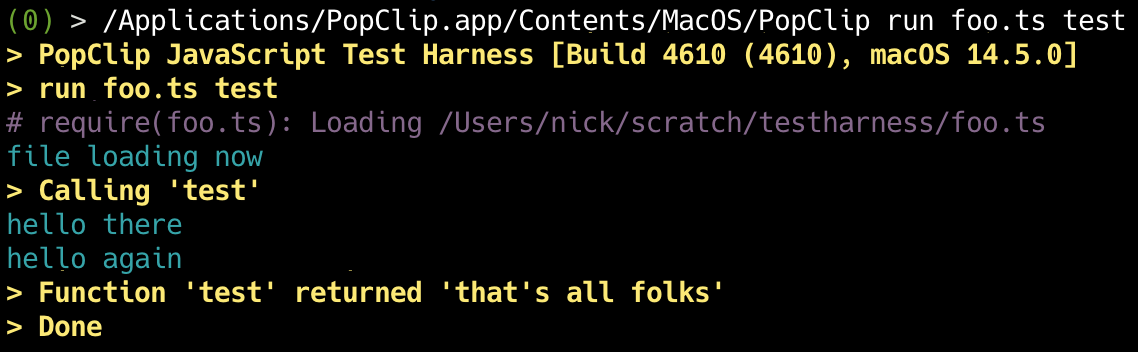 (0) > /Applications/PopClip.app/Contents/MacOS/PopClip run foo.ts test
> PopClip JavaScript Test Harness [Build 4610 (4610), macOS 14.5.0]
> run foo.ts test
# require(foo.ts): Loading /Users/nick/scratch/testharness/foo.ts
file loading now
> Calling 'test'
hello there
hello again
> Function 'test' returned 'that's all folks'
> Done